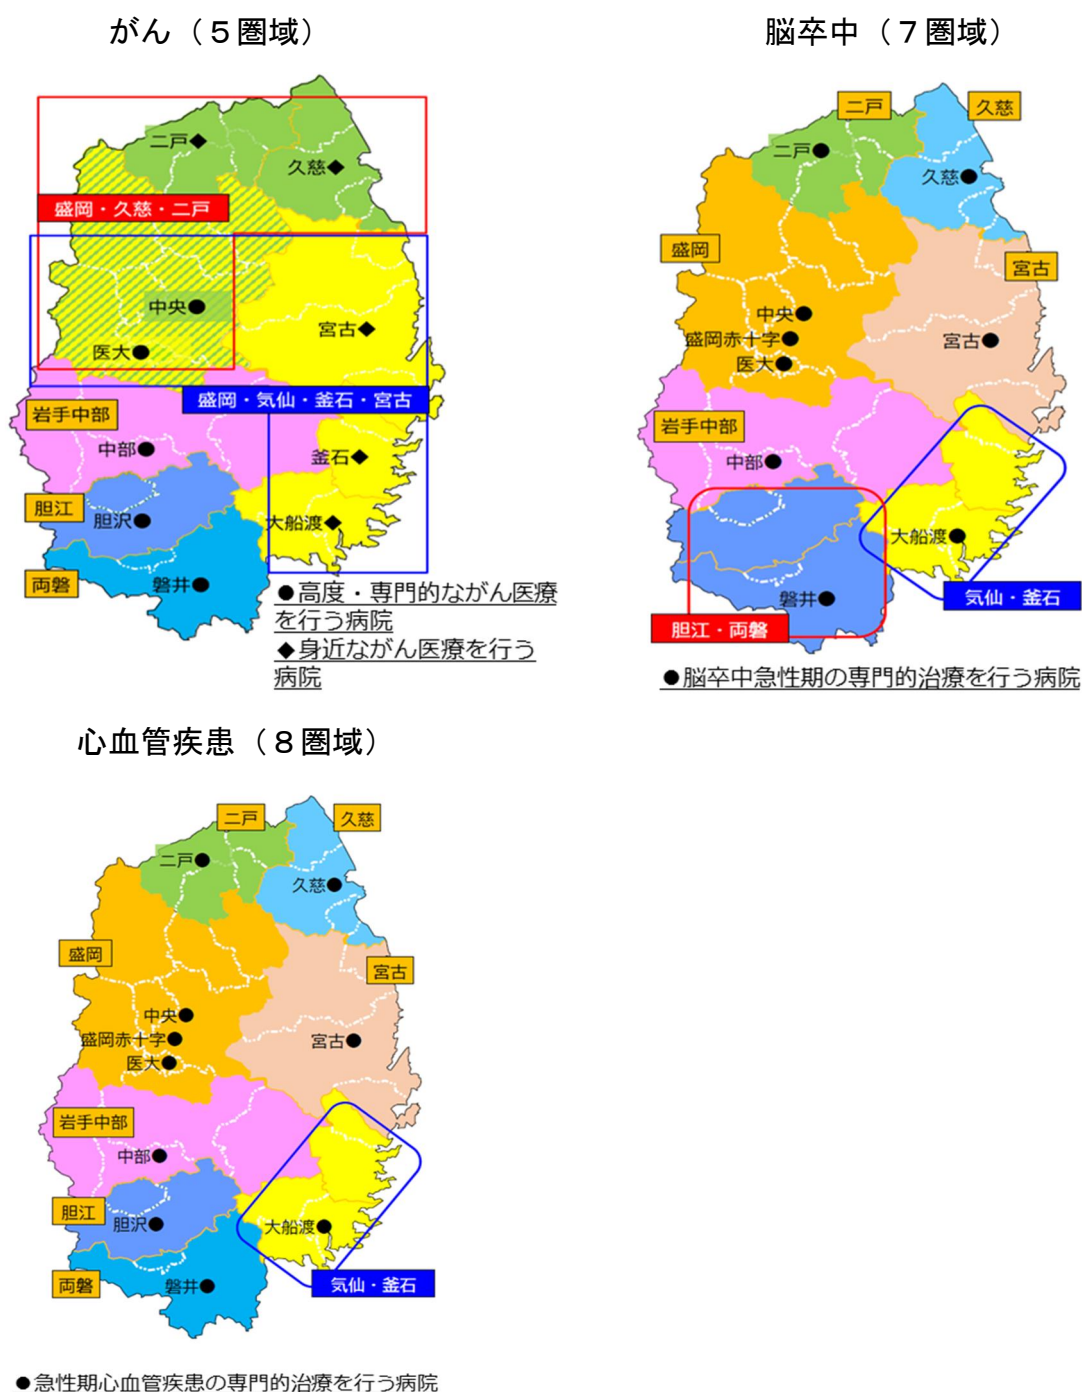 がん（５圏域）
二戸◆
久慈◆
盛岡・久慈・二戸
中央●
宮古◆
医大●
盛岡・気仙・釜石・宮古
岩手中部
中部●
釜石◆
胆江
胆沢●
大船渡◆
両磐
磐井●
●高度・専門的ながん医療
を行う病院
◆身近ながん医療を行う
病院
脳卒中（７圏域）
二戸
久慈
二戸●
久慈●
盛岡
宮古
中央●
盛岡赤十字●
宮古●
医大●
岩手中部
中部●
大船渡●
磐井●
気仙・釜石
胆江・両磐
●脳卒中急性期の専門的治療を行う病院
心血管疾患（８圏域）
二戸
久慈
二戸●
久慈●
盛岡
宮古
中央●
盛岡赤十字●
宮古●
医大●
岩手中部
中部●
胆江
胆沢●
大船渡●
両磐
磐井●
気仙・釜石
●急性期心血管疾患の専門的治療を行う病院